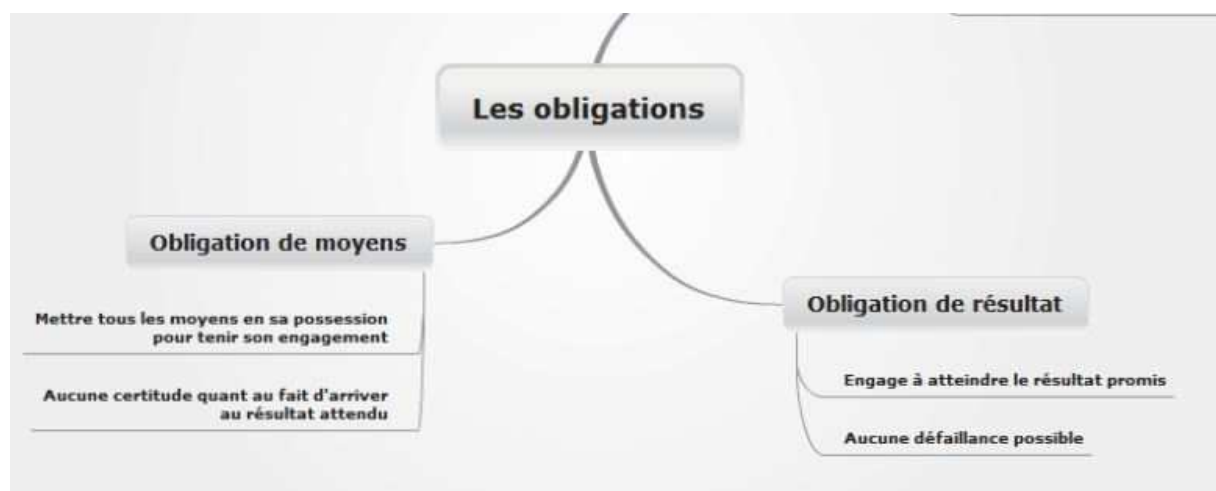 Les obligations
Obligation de moyens
Mettre tous les moyens en sa possession
pour tenir son engagement
Aucune certitude quant au fait d'arriver
au résultat attendu
Obligation de résultat
Engage à atteindre le résultat promis
Aucune défaillance possible